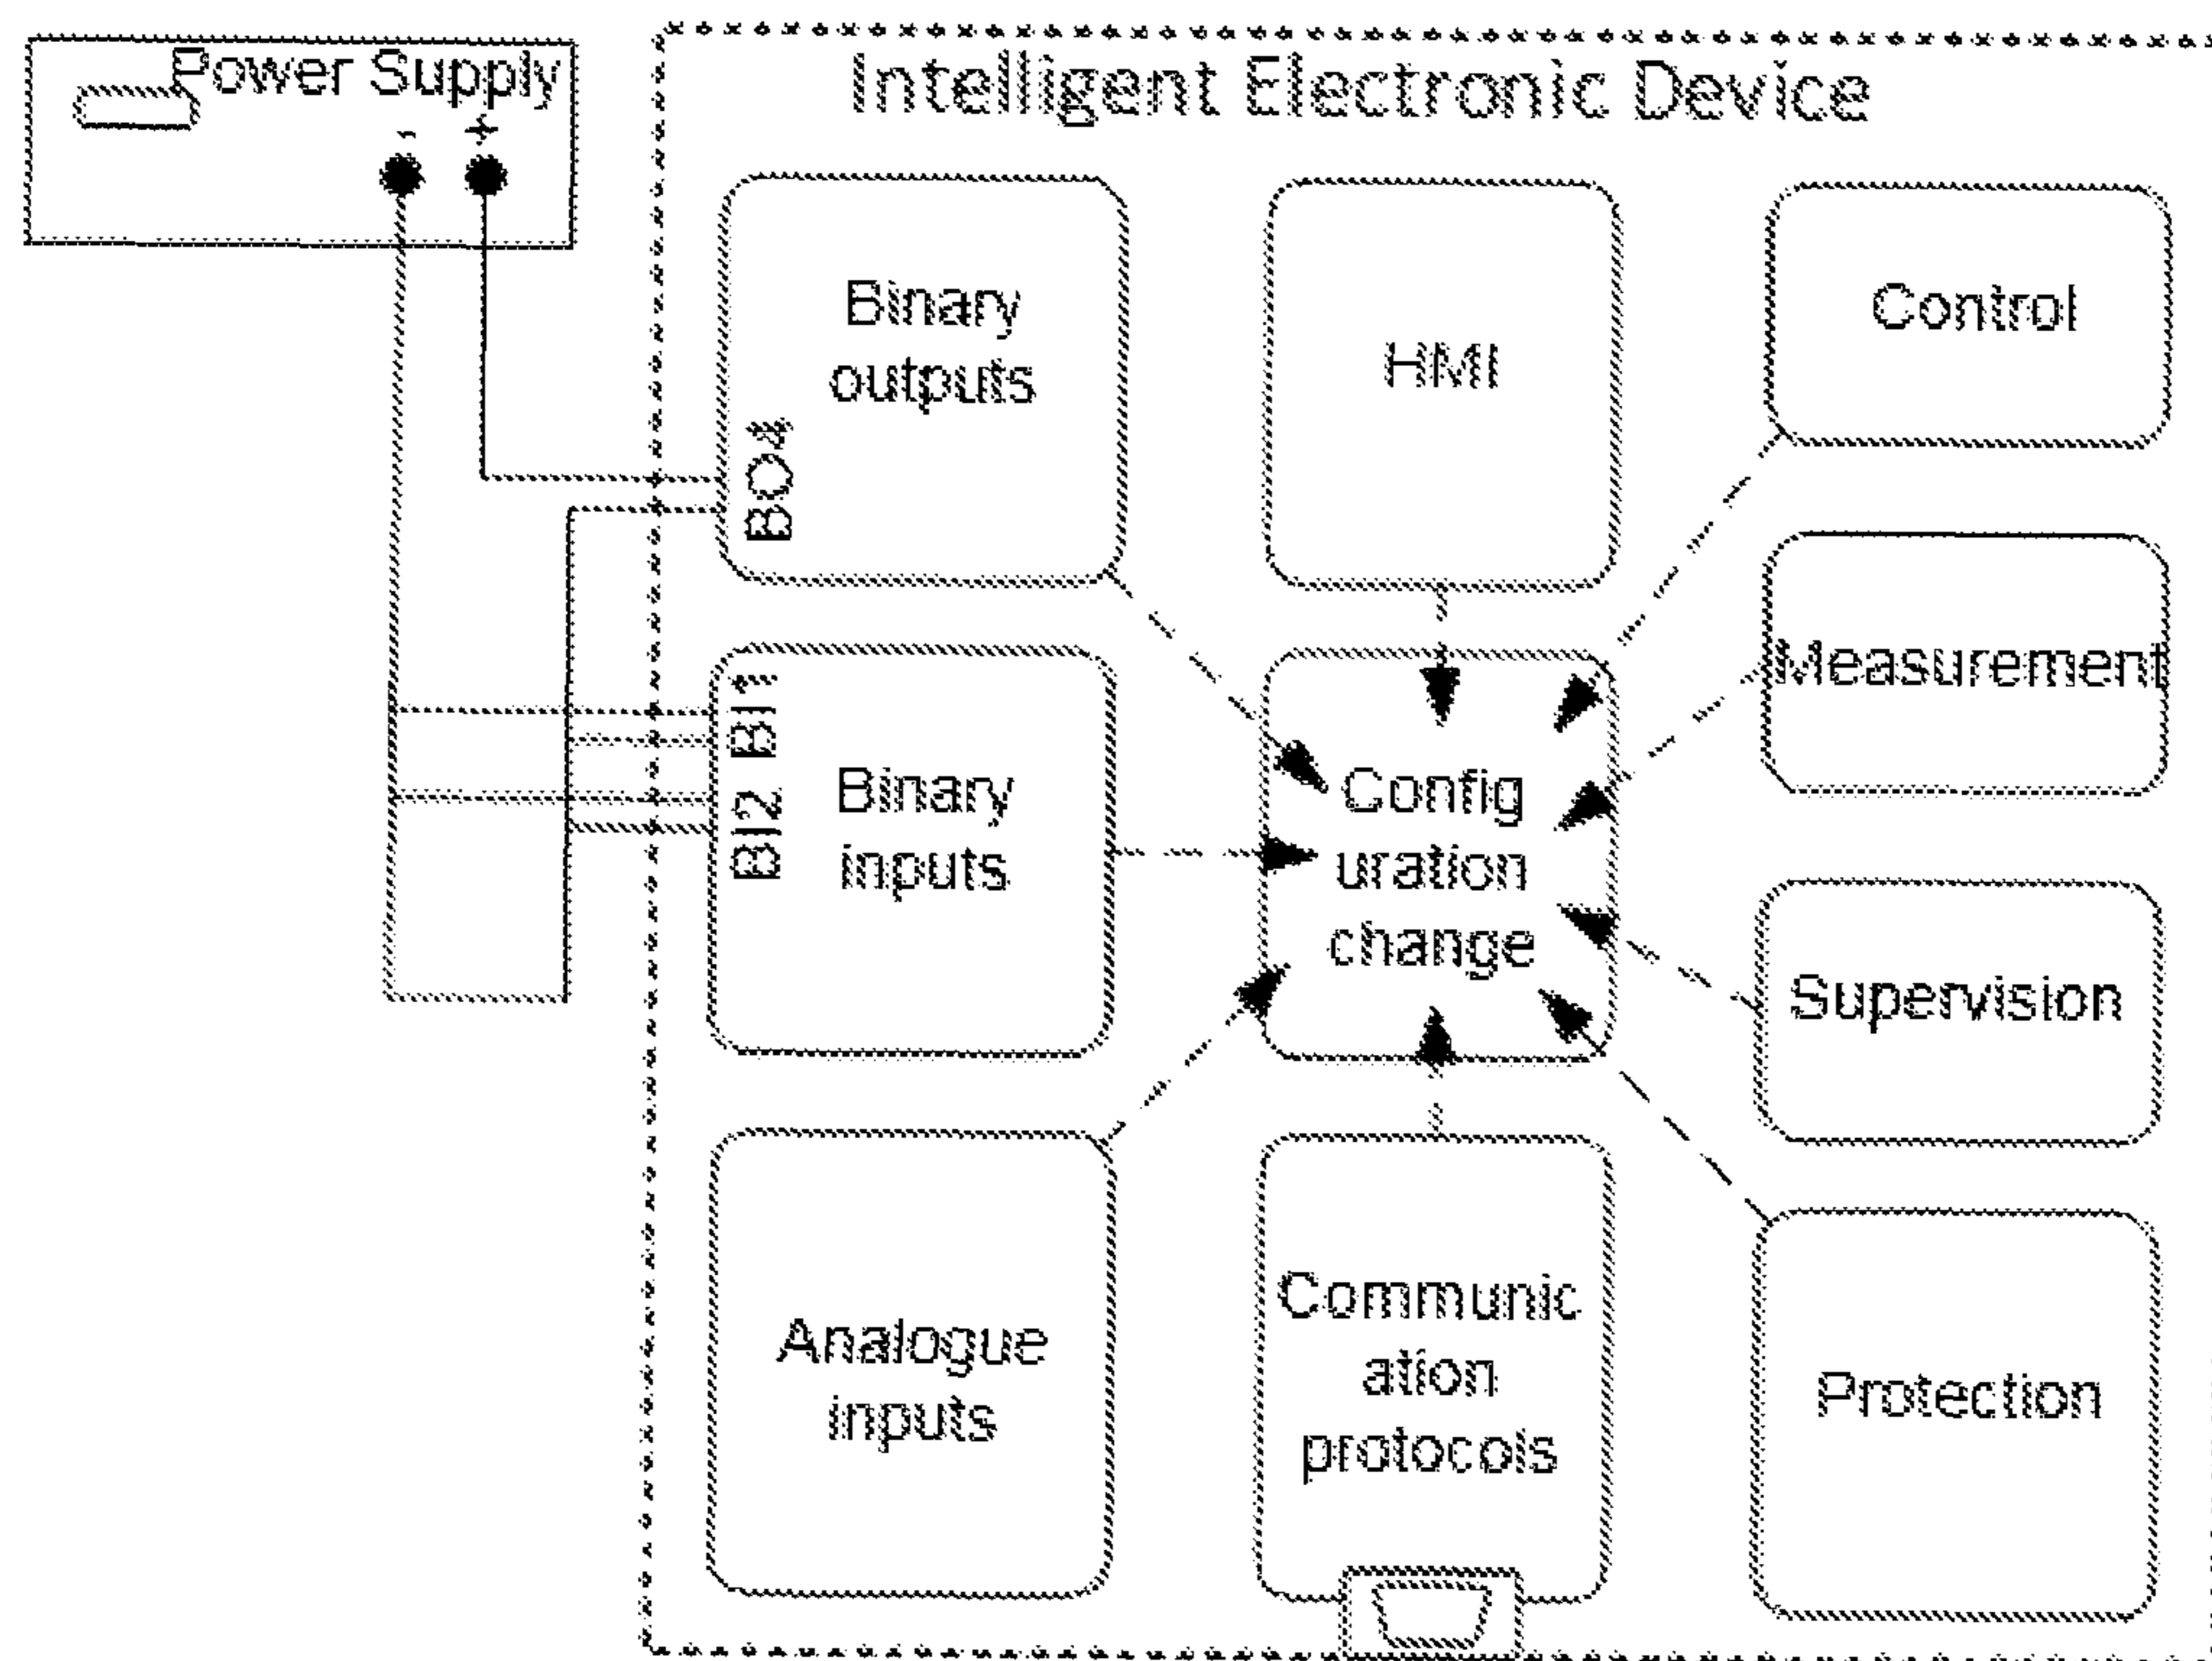 Power Supply
- +
Intelligent Electronic Device
Binary
outputs
BO4
HMI
Control
Measurement
BI1
BI2
Binary
inputs
Config
uration
change
Supervision
Analogue
inputs
Communic
ation
protocols
Protection